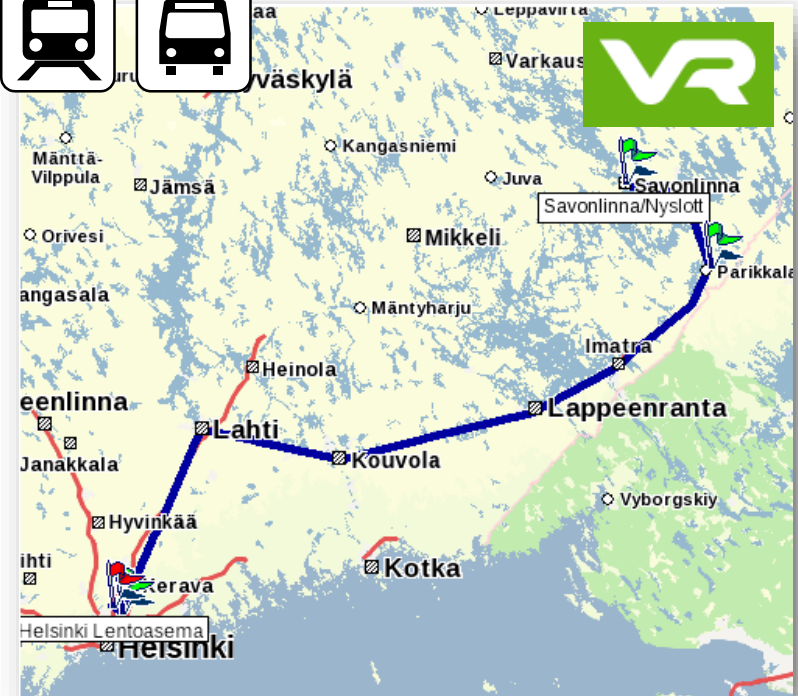 Leppävirta
Varkaus
VR
yväskylä
Kangasniemi
Mänttä-
Vilppula
Jämsä
Juva
Savonlinna
Savonlinna/Nyslott
Orivesi
Mikkeli
Parikkala
angasala
Mäntyharju
Imatra
Heinola
eenlinna
Lappeenranta
Lahti
Janakkala
Kouvola
Vyborgskiy
Hyvinkää
ihti
Kotka
Kerava
Helsinki Lentoasema
Helsinki